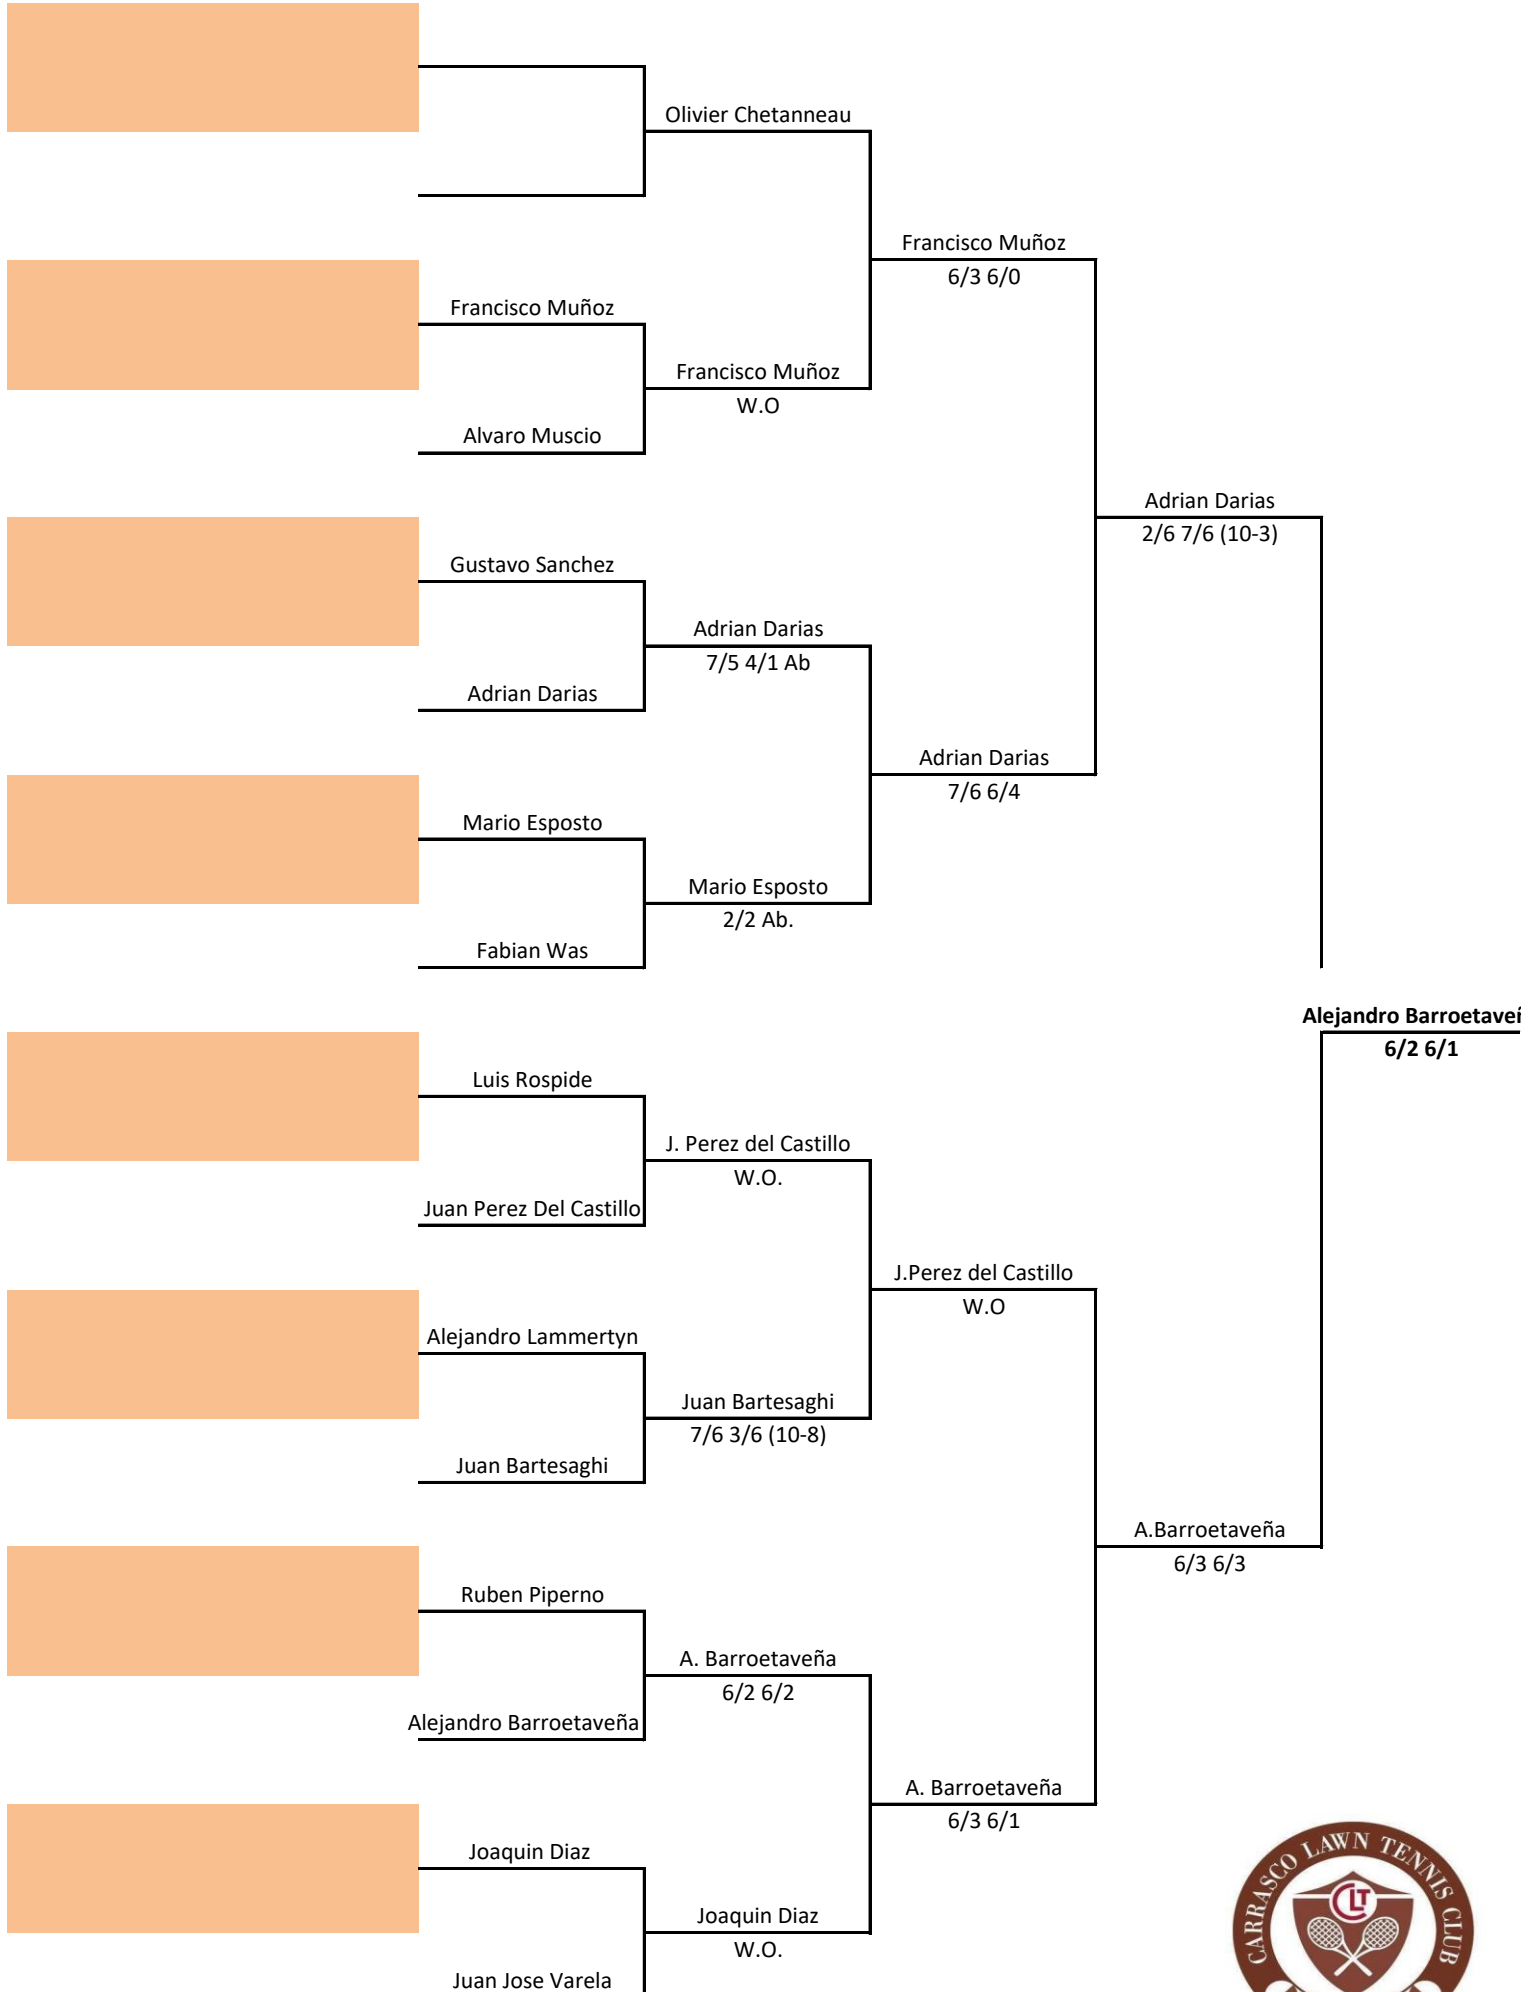 Olivier Chetanneau
Francisco Muñoz
6/3 6/0
Francisco Muñoz
Francisco Muñoz
W.O
Alvaro Muscio
Adrian Darias
2/6 7/6 (10-3)
Gustavo Sanchez
Adrian Darias
7/5 4/1 Ab
Adrian Darias
Adrian Darias
7/6 6/4
Mario Esposto
Mario Esposto
2/2 Ab.
Fabian Was
Alejandro Barroetaveñ
6/2 6/1
Luis Rospide
J. Perez del Castillo
W.O.
Juan Perez Del Castillo
J.Perez del Castillo
W.O
Alejandro Lammertyn
Juan Bartesaghi
7/6 3/6 (10-8)
Juan Bartesaghi
A.Barroetaveña
6/3 6/3
Ruben Piperno
A. Barroetaveña
6/2 6/2
Alejandro Barroetaveña
A. Barroetaveña
6/3 6/1
Joaquin Diaz
Joaquin Diaz
W.O.
Juan Jose Varela
CARRASCO LAWN TENNIS CLUB
CLT